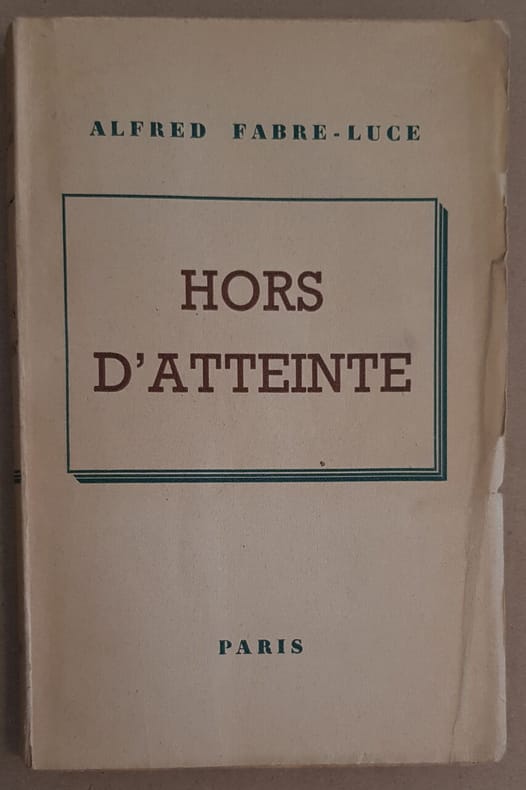 ALFRED FABRE-LUCE
HORS
D'ATTEINTE
PARIS